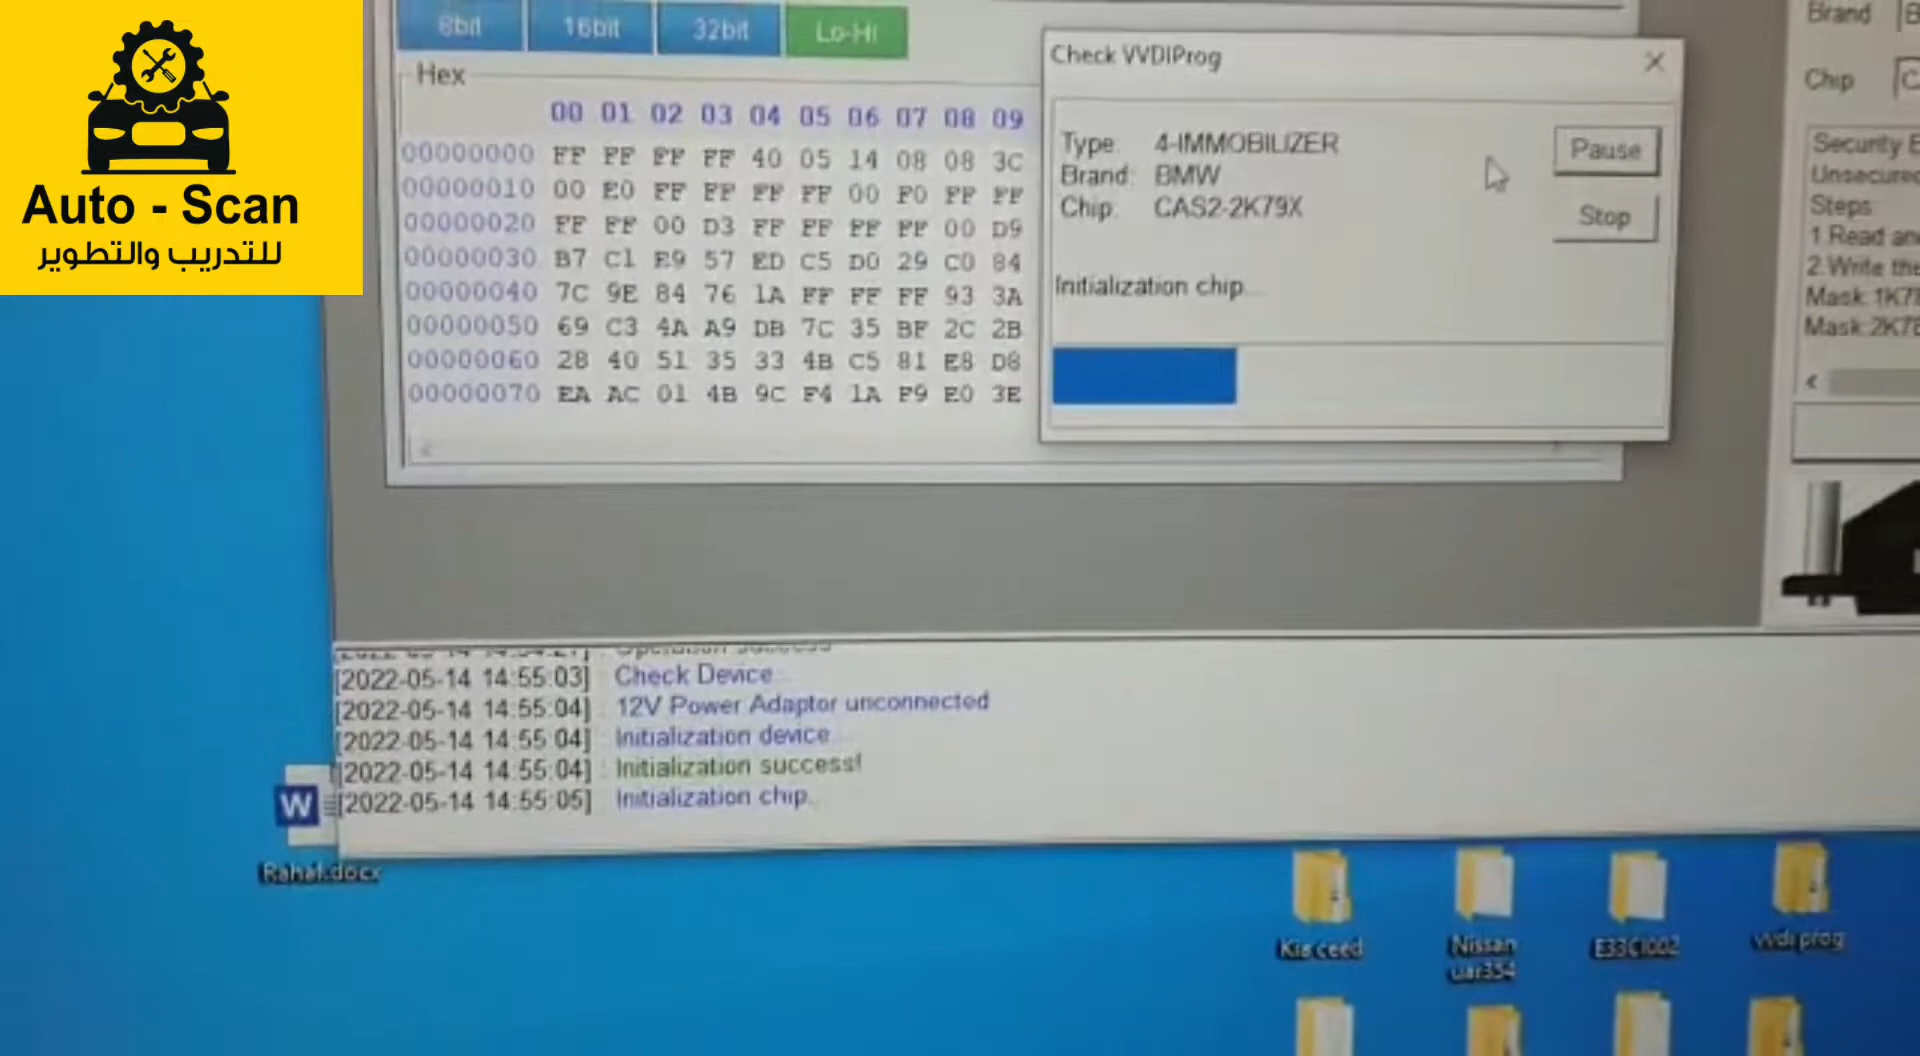 Auto - Scan
للتدريب والتطوير
8bit 16bit 32bit Lo-Hi
Hex
00 01 02 03 04 05 06 07 08 09
00000000 FF FF FF FF 40 05 14 08 08 3C
00000010 00 E0 FF FF FF FF 00 F0 FF FF
00000020 FF FF 00 D3 FF FF FF FF 00 D9
00000030 B7 C1 E9 57 ED C5 D0 29 C0 84
00000040 7C 9E 84 76 1A FF FF FF 93 3A
00000050 69 C3 4A A9 DB 7C 35 BF 2C 2B
00000060 28 40 51 35 33 4B C5 81 E8 D8
00000070 EA AC 01 4B 9C F4 1A F9 E0 3E
Check VVDIProg
Type: 4-IMMOBILIZER
Brand: BMW
Chip: CAS2-2K79X
Pause
Stop
Initialization chip...
Brand
Chip
Security
Unsecured
Steps
1.Read
2.Write the
Mask:
Mask:
Operation success
[2022-05-14 14:55:03] : Check Device...
[2022-05-14 14:55:04] : 12V Power Adaptor unconnected
[2022-05-14 14:55:04] : Initialization device...
[2022-05-14 14:55:04] : Initialization success!
[2022-05-14 14:55:05] : Initialization chip...
W
Rahal.docx
Kia ceed
Nissan
E33CI002
vvdi prog